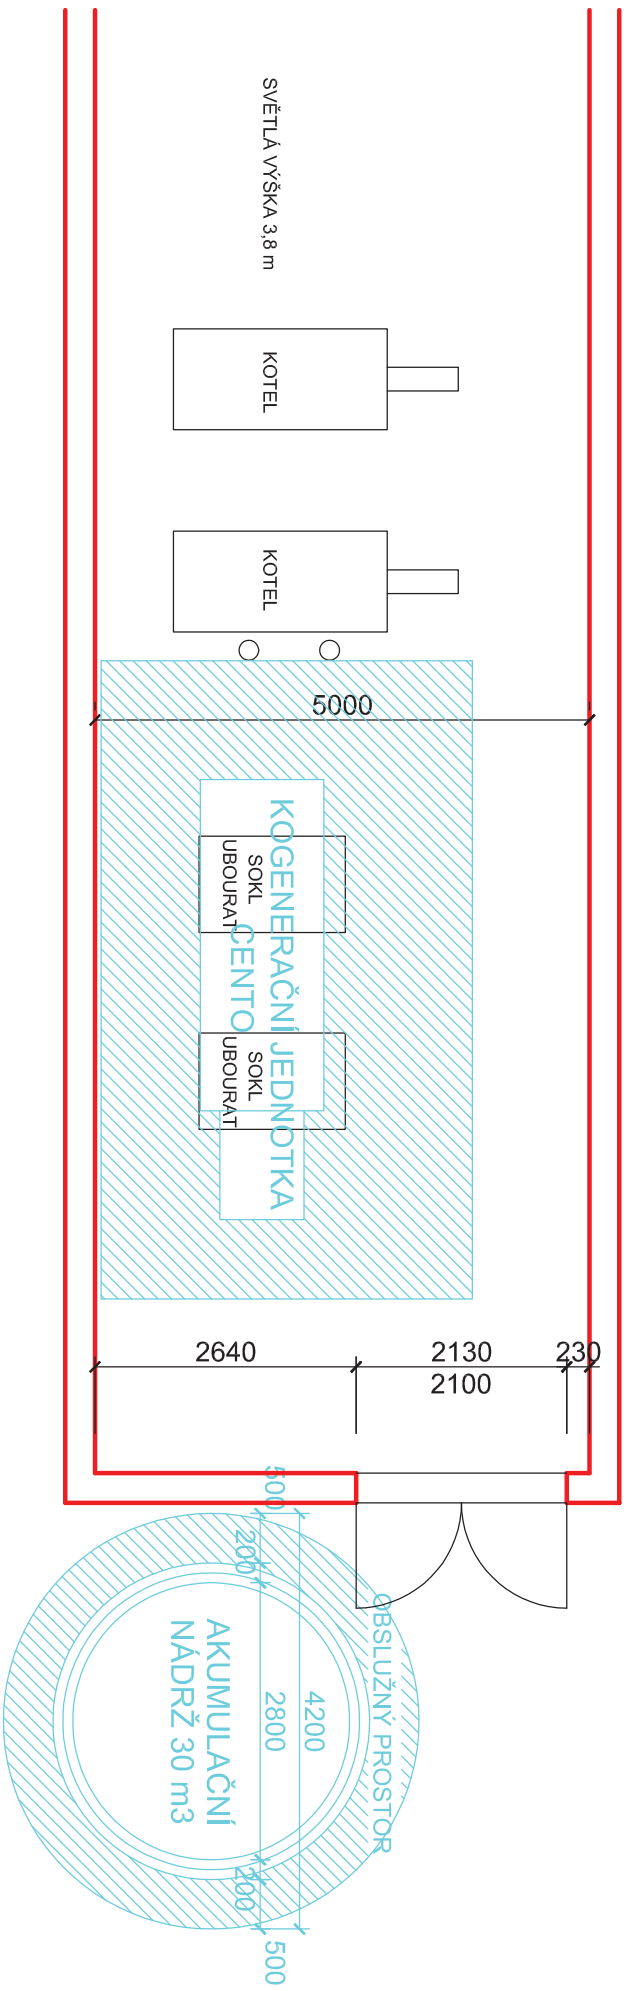 SVĚTLÁ VÝŠKA 3,8 m
KOTEL
KOTEL
5000
KOGENERAČNÍ JEDNOTKA
CENTO
SOKL
UBOURAT
SOKL
UBOURAT
2640
2130
2100
230
500
200
OBSLUŽNÝ PROSTOR
4200
2800
AKUMULAČNÍ
NÁDRŽ 30 m3
200
500